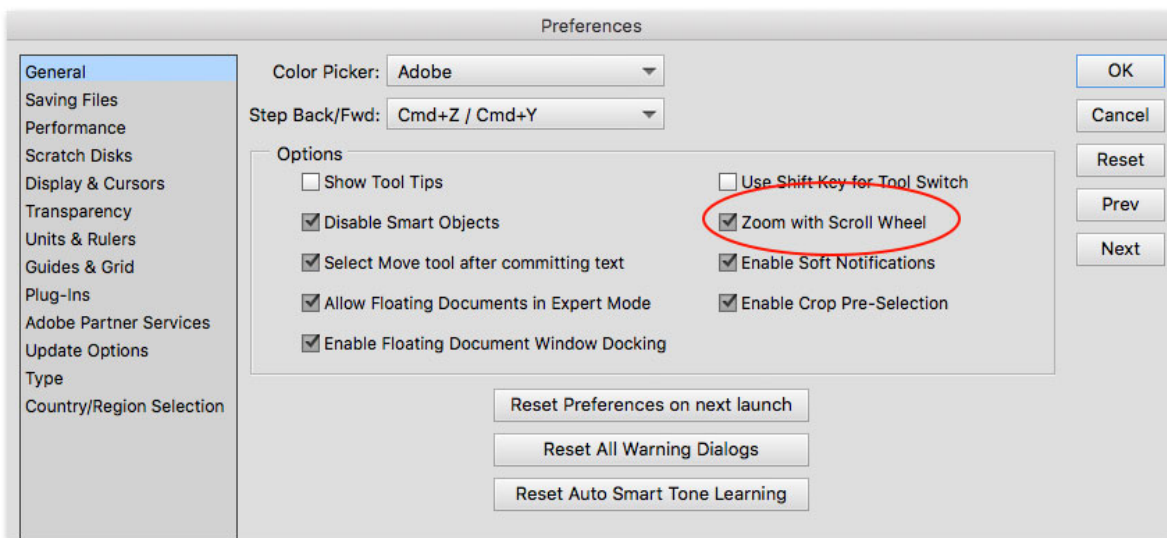 Preferences
General
Saving Files
Performance
Scratch Disks
Display & Cursors
Transparency
Units & Rulers
Guides & Grid
Plug-Ins
Adobe Partner Services
Update Options
Type
Country/Region Selection
Color Picker: Adobe
Step Back/Fwd: Cmd+Z / Cmd+Y
Options
Show Tool Tips
Disable Smart Objects
Select Move tool after committing text
Allow Floating Documents in Expert Mode
Enable Floating Document Window Docking
Use Shift Key for Tool Switch
Zoom with Scroll Wheel
Enable Soft Notifications
Enable Crop Pre-Selection
Reset Preferences on next launch
Reset All Warning Dialogs
Reset Auto Smart Tone Learning
OK
Cancel
Reset
Prev
Next